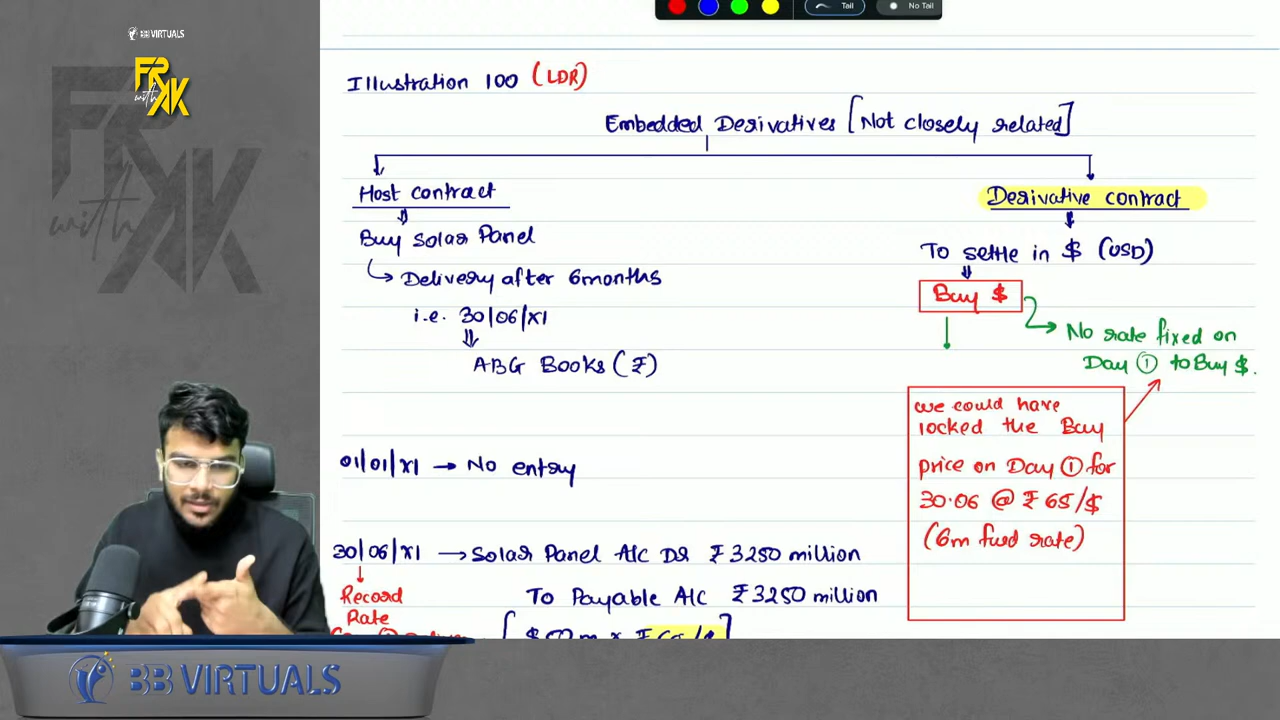 Tail
No Tail
BB VIRTUALS
FR
with
AK
FR
with
AK
Illustration 100 (LDR)
Embedded Derivatives [Not closely related]
Host contract
Derivative contract
Buy Solar Panel
To settle in $ (USD)
Delivery after 6months
Buy $
i.e. 30/06/X1
No rate fixed on
Day ① to Buy $.
ABG Books (₹)
we could have
locked the Buy
price on Day ① for
30.06 @ ₹ 65/$
(6m fwd rate)
01/01/X1 → No entry
30/06/X1 → Solar Panel A/c Dr ₹ 3250 million
Record
Rate
To Payable A/c ₹ 3250 million
BB VIRTUALS